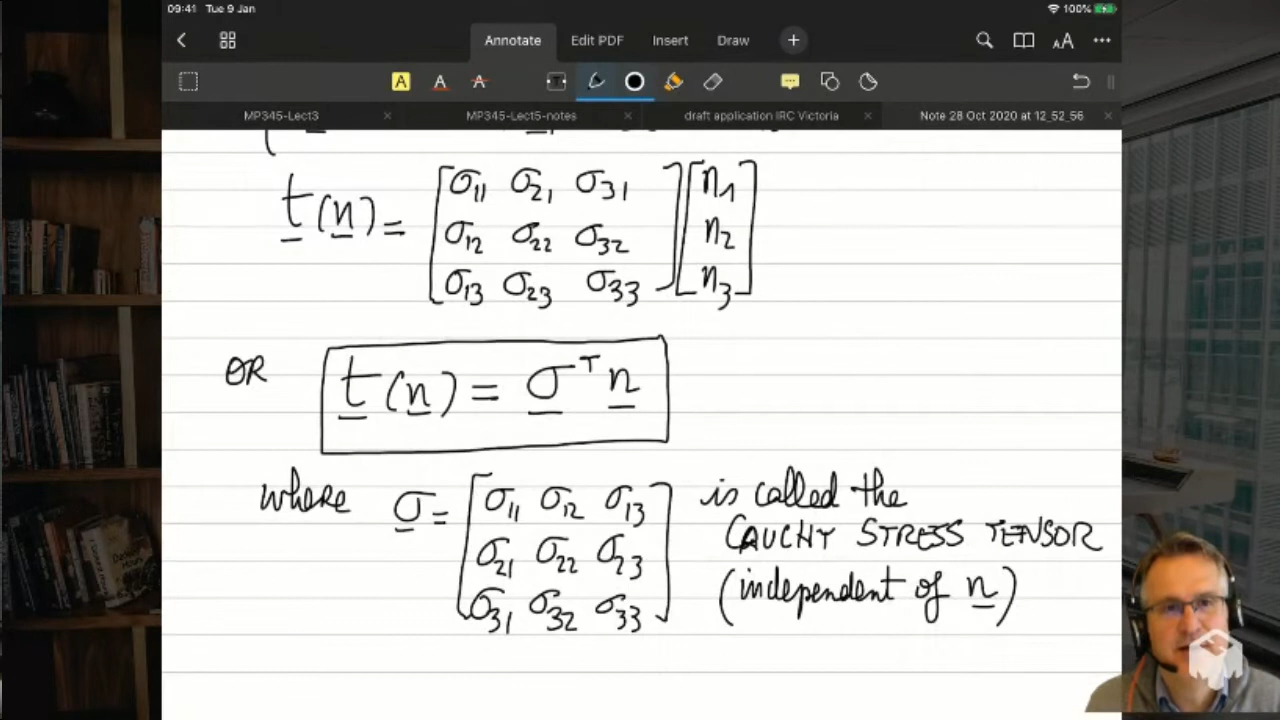 09:41 Tue 9 Jan 100%
Annotate Edit PDF Insert Draw
MP345-Lect3 MP345-Lect5-notes draft application IRC Victoria Note 28 Oct 2020 at 12_52_56
t(n) = [σ11 σ21 σ31] [n1]
[σ12 σ22 σ32] [n2]
[σ13 σ23 σ33] [n3]
OR t(n) = σᵀ n
where σ = [σ11 σ12 σ13] is called the
[σ21 σ22 σ23] CAUCHY STRESS TENSOR
[σ31 σ32 σ33] (independent of n)